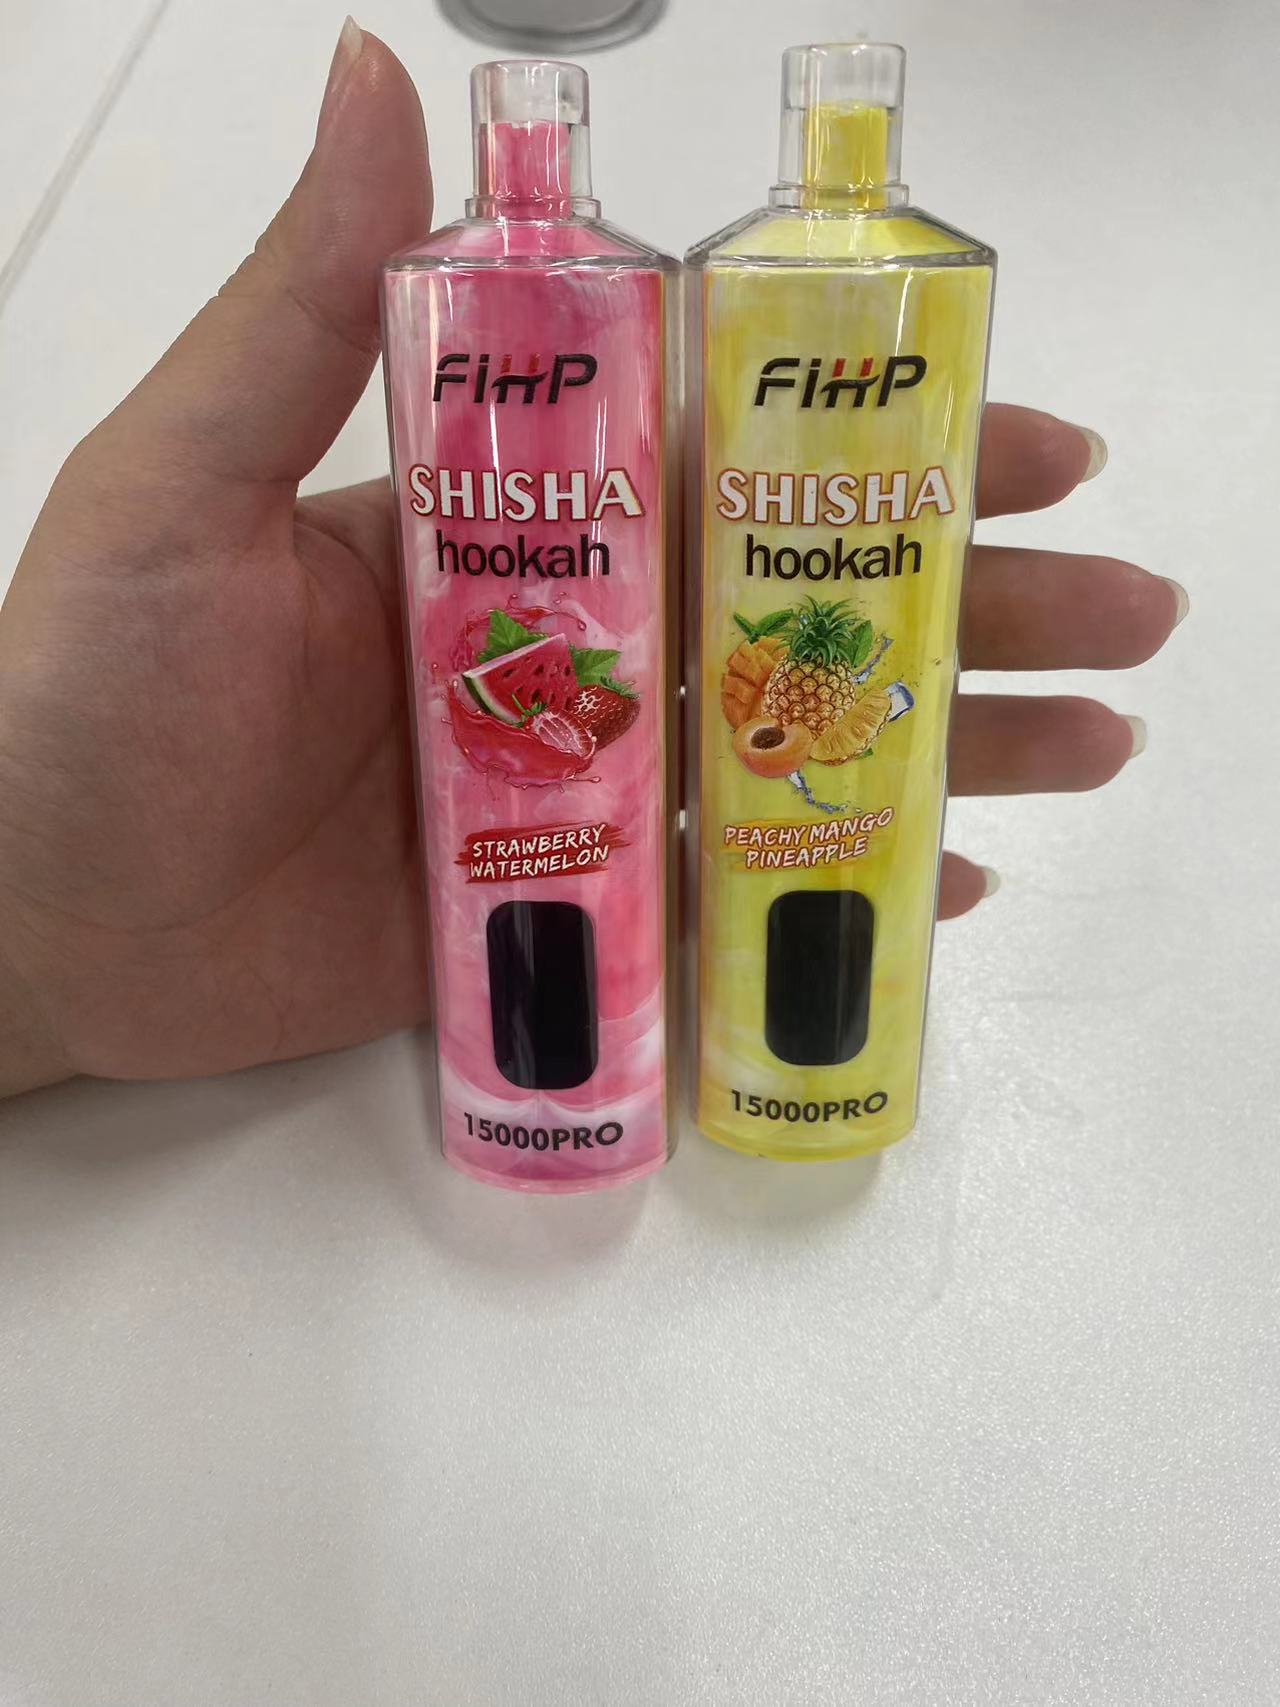 FiHP
SHISHA
hookah
STRAWBERRY
WATERMELON
15000PRO
FiHP
SHISHA
hookah
PEACHY MANGO
PINEAPPLE
15000PRO